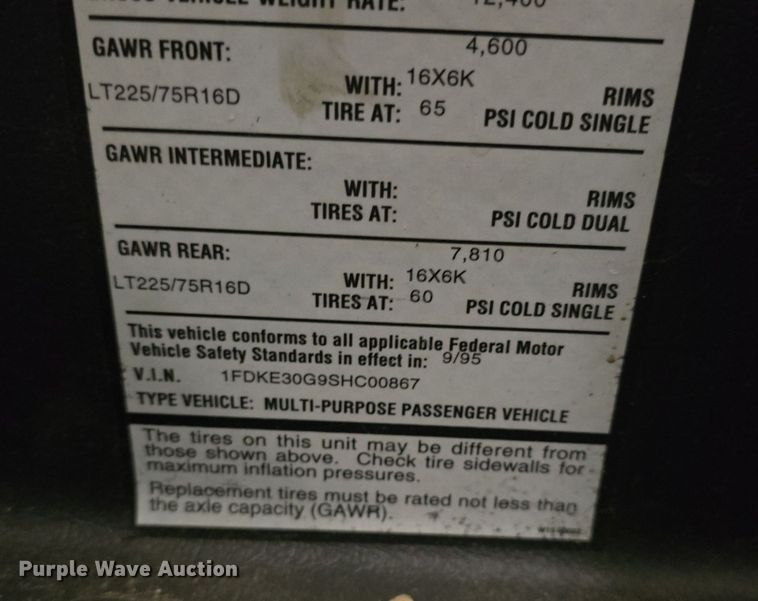 12,400
GAWR FRONT: 4,600
LT225/75R16D WITH: 16X6K RIMS
TIRE AT: 65 PSI COLD SINGLE
GAWR INTERMEDIATE:
WITH: RIMS
TIRES AT: PSI COLD DUAL
GAWR REAR: 7,810
LT225/75R16D WITH: 16X6K RIMS
TIRES AT: 60 PSI COLD SINGLE
This vehicle conforms to all applicable Federal Motor
Vehicle Safety Standards in effect in: 9/95
V.I.N. 1FDKE30G9SHC00867
TYPE VEHICLE: MULTI-PURPOSE PASSENGER VEHICLE
The tires on this unit may be different from
those shown above. Check tire sidewalls for
maximum inflation pressures.
Replacement tires must be rated not less than
the axle capacity (GAWR).
Purple Wave Auction